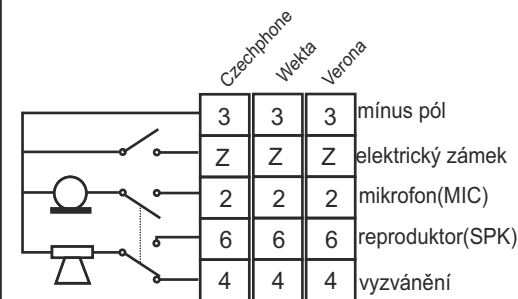 Czechphone Wekta Verona
3 3 3 mínus pól
Z Z Z elektrický zámek
2 2 2 mikrofon(MIC)
6 6 6 reproduktor(SPK)
4 4 4 vyzvánění